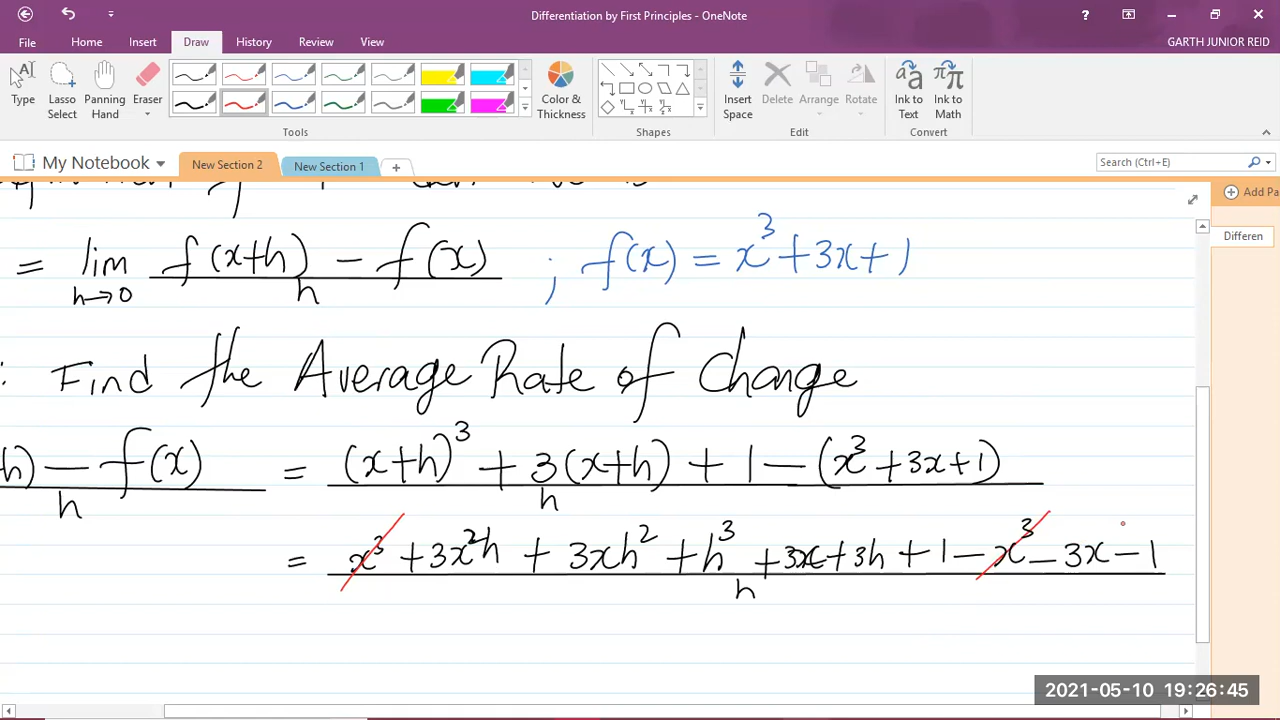 Differentiation by First Principles - OneNote
GARTH JUNIOR REID
File Home Insert Draw History Review View
Type Lasso Select Panning Hand Eraser Color & Thickness Insert Space Delete Arrange Rotate Ink to Text Ink to Math
Tools Shapes Edit Convert
My Notebook New Section 2 New Section 1 + Search (Ctrl+E)
Add Pa
Differen
= lim h→0 f(x+h) − f(x) / h ; f(x) = x³ + 3x + 1
: Find the Average Rate of Change
h) − f(x) / h = (x+h)³ + 3(x+h) + 1 − (x³ + 3x + 1) / h
= x³ + 3x²h + 3xh² + h³ + 3x + 3h + 1 − x³ − 3x − 1 / h
2021-05-10 19:26:45